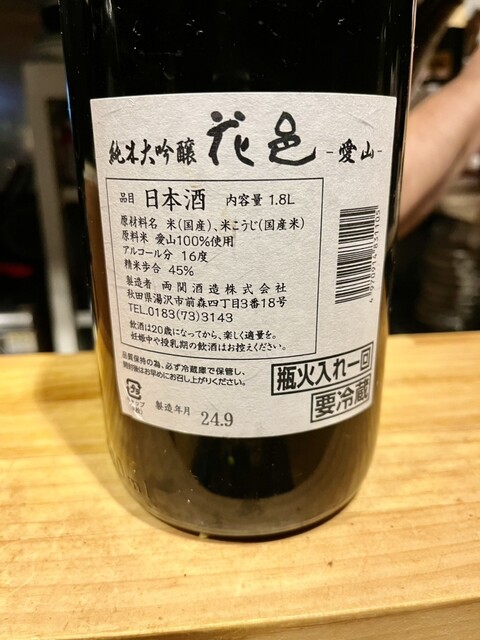 純米大吟醸 花邑 -愛山-
品目 日本酒 内容量 1.8L
原材料名 米(国産)、米こうじ(国産米)
原料米 愛山100%使用
アルコール分 16度
精米歩合 45%
製造者 両関酒造株式会社
秋田県湯沢市前森四丁目3番18号
TEL.0183(73)3143
飲酒は20歳になってから、楽しく適量を。
妊娠中や授乳期の飲酒はお控えください。
品質保持の為、必ず冷蔵庫で保管し、
開封後はお早めにお召し上がりください。
瓶火入れ一回
要冷蔵
製造年月 24.9